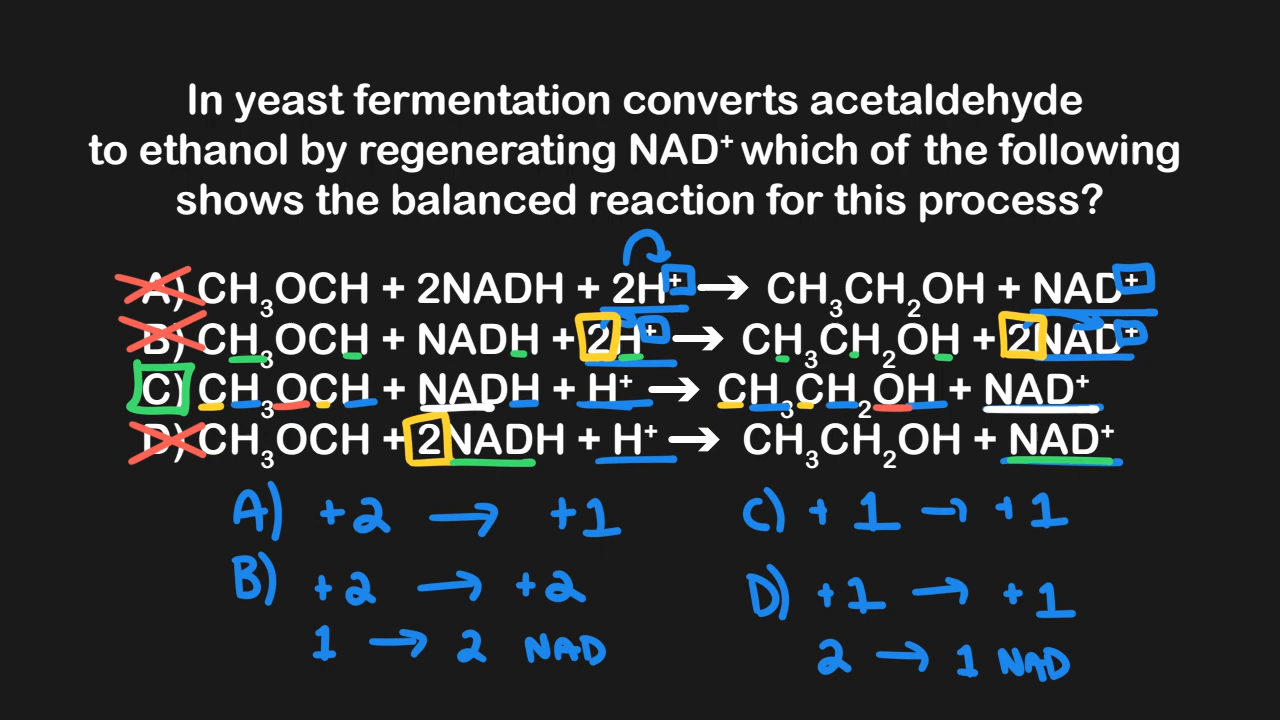 In yeast fermentation converts acetaldehyde
to ethanol by regenerating NAD⁺ which of the following
shows the balanced reaction for this process?
A) CH₃OCH + 2NADH + 2H⁺ → CH₃CH₂OH + NAD⁺
B) CH₃OCH + NADH + 2H⁺ → CH₃CH₂OH + 2NAD⁺
C) CH₃OCH + NADH + H⁺ → CH₃CH₂OH + NAD⁺
D) CH₃OCH + 2NADH + H⁺ → CH₃CH₂OH + NAD⁺
A) +2 → +1
B) +2 → +2
1 → 2 NAD
C) +1 → +1
D) +1 → +1
2 → 1 NAD